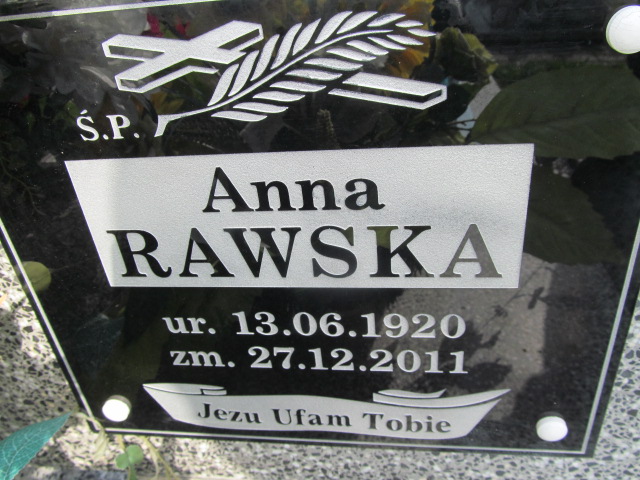 Ś.P.
Anna
RAWSKA
ur. 13.06.1920
zm. 27.12.2011
Jezu Ufam Tobie